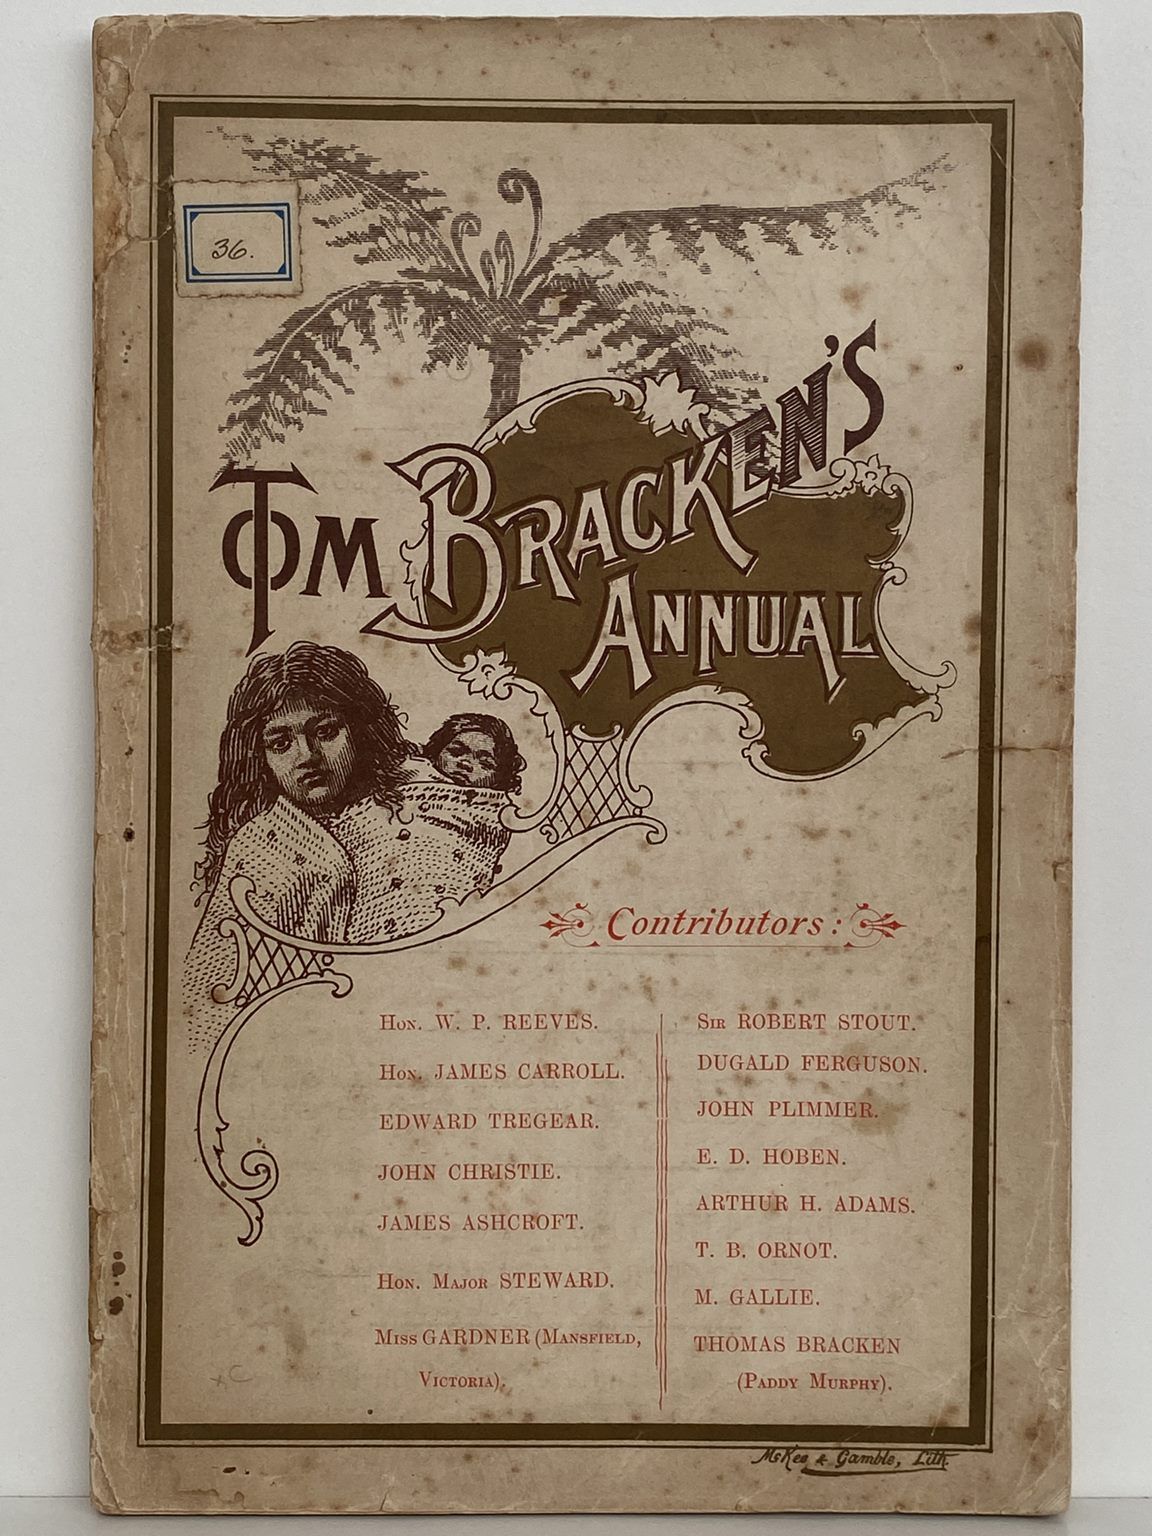 36.
TOM BRACKEN'S
ANNUAL
Contributors:
Hon. W. P. REEVES.
Hon. JAMES CARROLL.
EDWARD TREGEAR.
JOHN CHRISTIE.
JAMES ASHCROFT.
Hon. Major STEWARD.
Miss GARDNER (Mansfield,
Victoria).
Sir ROBERT STOUT.
DUGALD FERGUSON.
JOHN PLIMMER.
E. D. HOBEN.
ARTHUR H. ADAMS.
T. B. ORNOT.
M. GALLIE.
THOMAS BRACKEN
(Paddy Murphy).
McKee & Gamble, Lith.